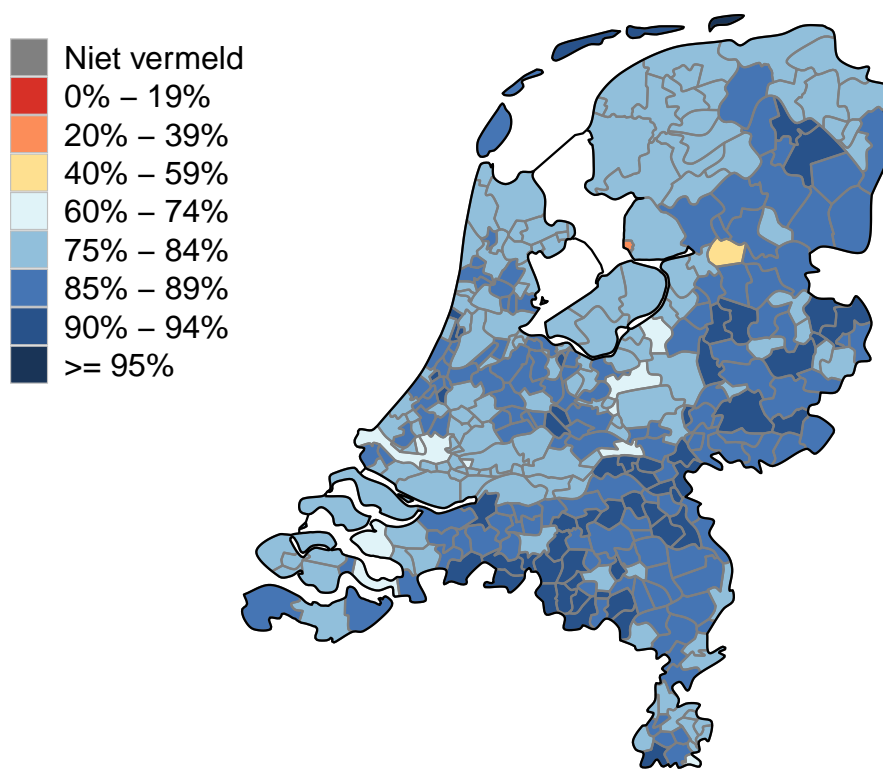 Niet vermeld
0% – 19%
20% – 39%
40% – 59%
60% – 74%
75% – 84%
85% – 89%
90% – 94%
>= 95%